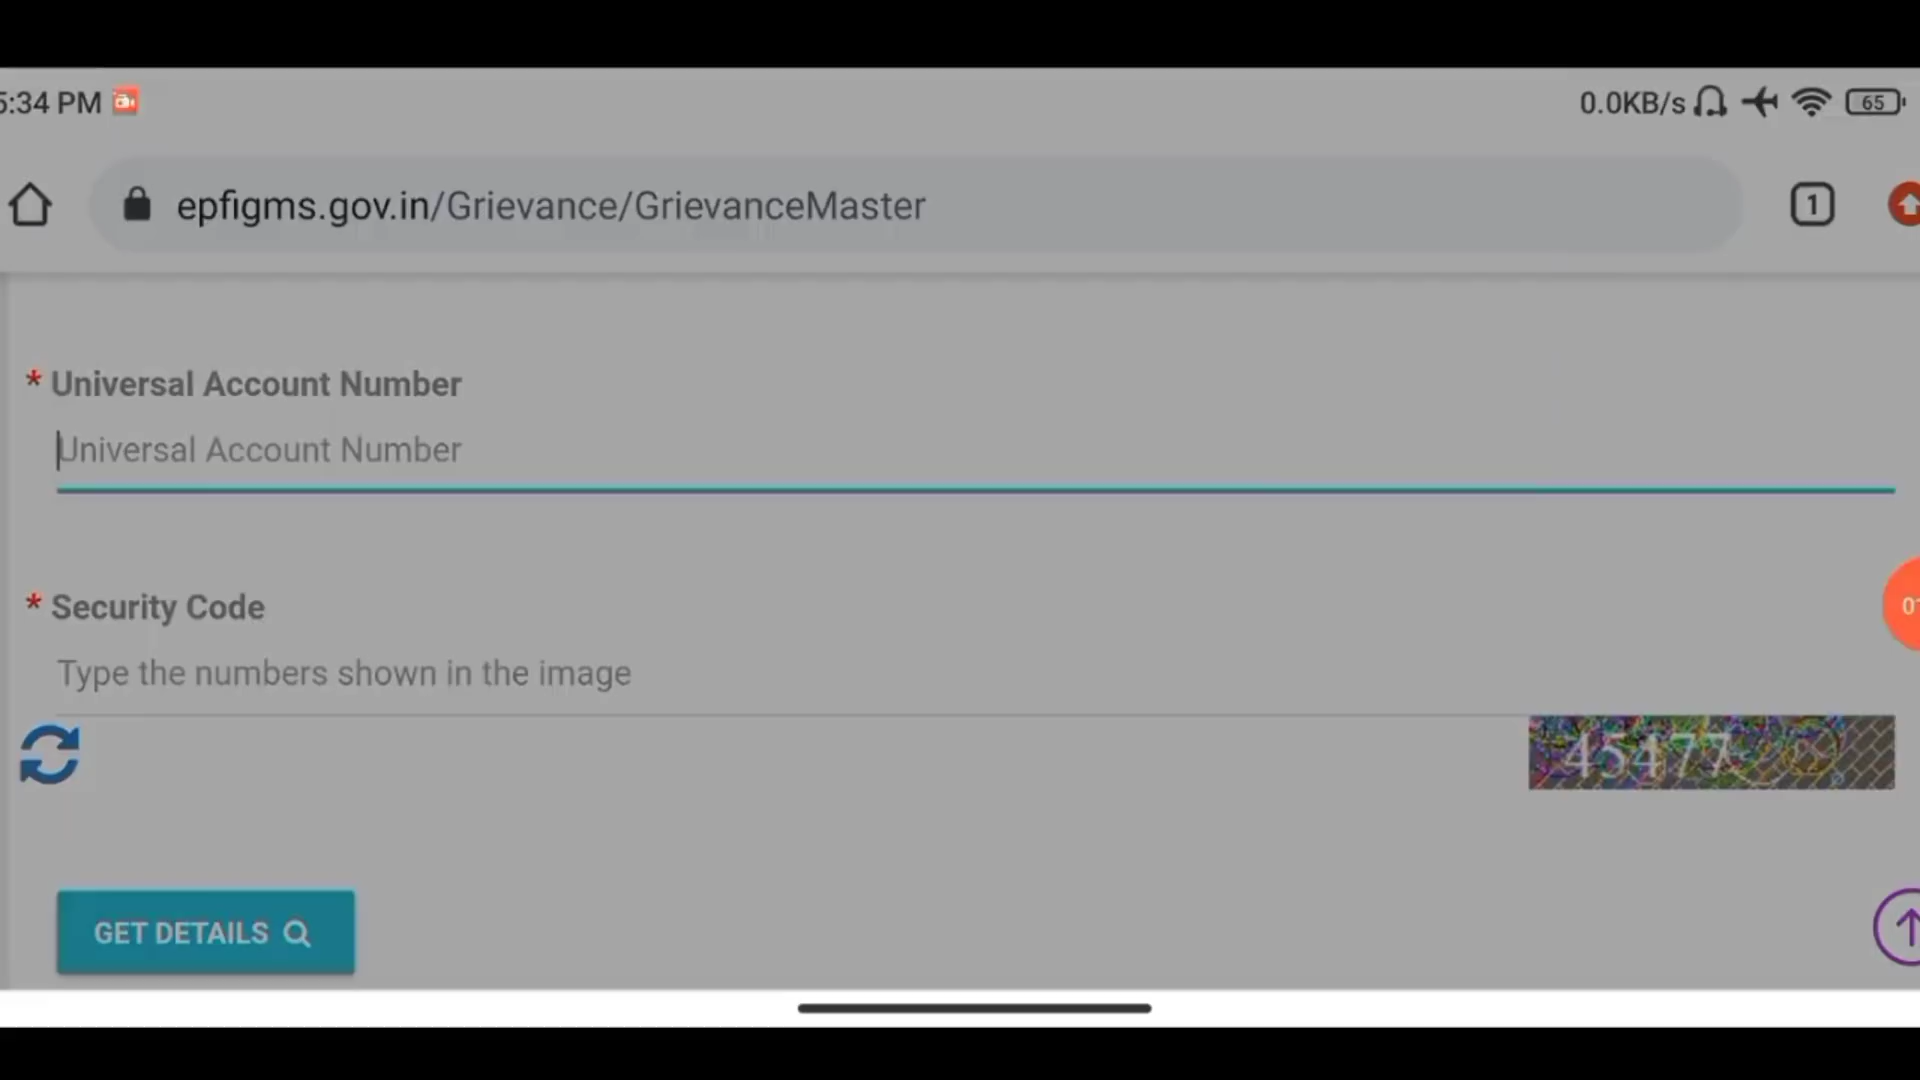 5:34 PM
0.0KB/s 65
epfigms.gov.in/Grievance/GrievanceMaster
1
* Universal Account Number
Universal Account Number
* Security Code
Type the numbers shown in the image
45477
GET DETAILS